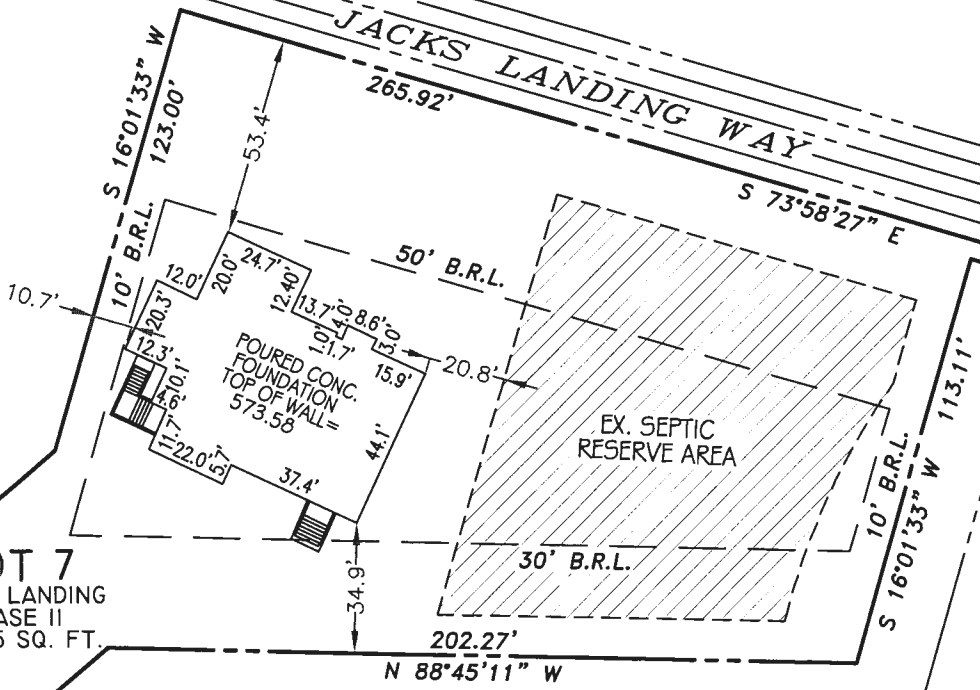 JACKS LANDING WAY
265.92'
S 73°58'27" E
S 16°01'33" W
123.00'
53.4'
10' B.R.L.
50' B.R.L.
10.7'
12.0'
20.0'
24.7'
12.40'
13.7'
1.0'
4.0'
1.7'
8.6'
3.0'
15.9'
20.8'
20.3'
12.3'
10.1'
4.6'
11.7'
22.0'
5.7'
37.4'
44.1'
POURED CONC.
FOUNDATION
TOP OF WALL=
573.58
EX. SEPTIC
RESERVE AREA
113.11'
10' B.R.L.
S 16°01'33" W
30' B.R.L.
34.9'
OT 7
LANDING
ASE II
SQ. FT.
202.27'
N 88°45'11" W